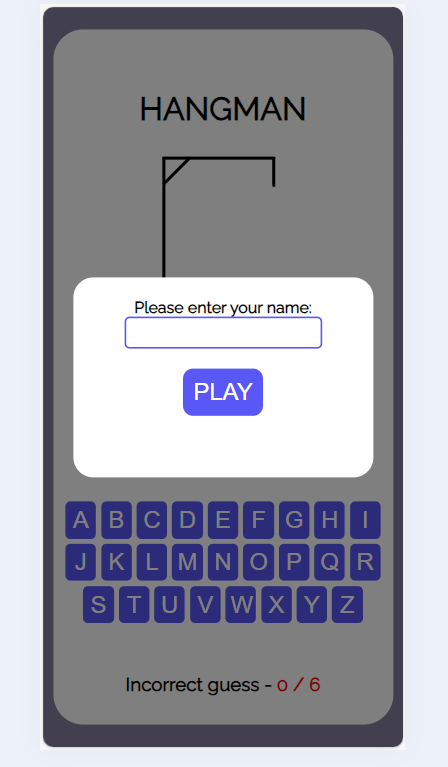 HANGMAN
Please enter your name:
PLAY
A B C D E F G H I
J K L M N O P Q R
S T U V W X Y Z
Incorrect guess - 0 / 6